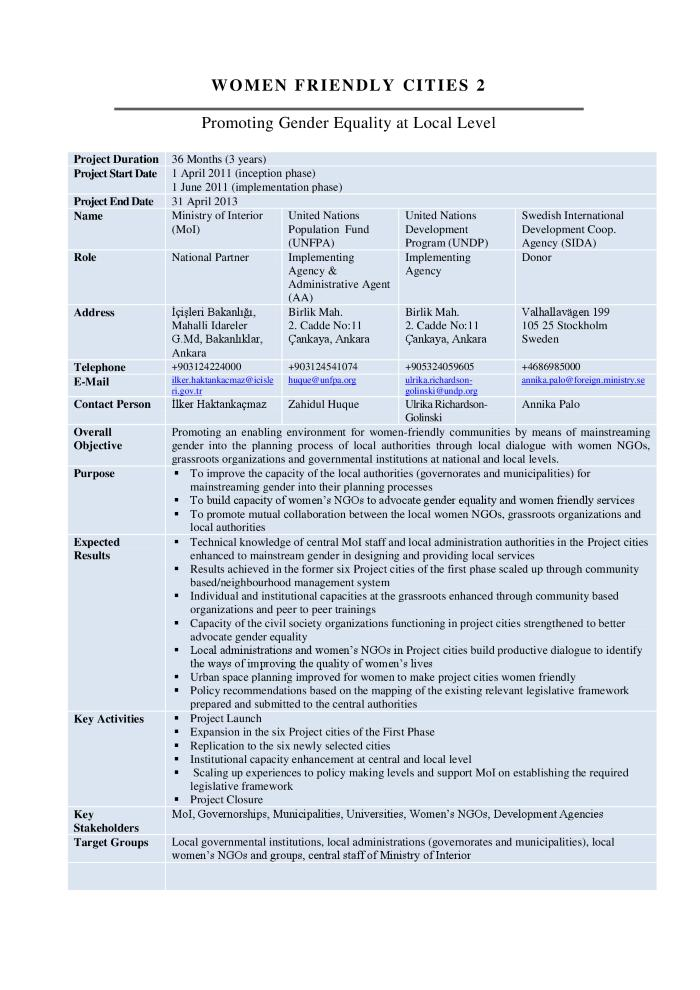 WOMEN FRIENDLY CITIES 2
Promoting Gender Equality at Local Level
Project Duration 36 Months (3 years)
Project Start Date 1 April 2011 (inception phase)
1 June 2011 (implementation phase)
Project End Date 31 April 2013
Name
Ministry of Interior
(MoI)
United Nations
Population Fund
(UNFPA)
United Nations
Development
Program (UNDP)
Swedish International
Development Coop.
Agency (SIDA)
Role
National Partner
Implementing
Agency &
Administrative Agent
(AA)
Implementing
Agency
Donor
Address
İçişleri Bakanlığı,
Mahalli Idareler
G.Md, Bakanlıklar,
Ankara
Birlik Mah.
2. Cadde No:11
Çankaya, Ankara
Birlik Mah.
2. Cadde No:11
Çankaya, Ankara
Valhallavägen 199
105 25 Stockholm
Sweden
Telephone +903124224000 +903124541074 +905324059605 +4686985000
E-Mail
ilker.haktankacmaz@icisle
ri.gov.tr
huque@unfpa.org
ulrika.richardson-
golinski@undp.org
annika.palo@foreign.ministry.se
Contact Person
İlker Haktankaçmaz
Zahidul Huque
Ulrika Richardson-
Golinski
Annika Palo
Overall
Objective
Promoting an enabling environment for women-friendly communities by means of mainstreaming
gender into the planning process of local authorities through local dialogue with women NGOs,
grassroots organizations and governmental institutions at national and local levels.
Purpose
▪ To improve the capacity of the local authorities (governorates and municipalities) for
mainstreaming gender into their planning processes
▪ To build capacity of women's NGOs to advocate gender equality and women friendly services
▪ To promote mutual collaboration between the local women NGOs, grassroots organizations and
local authorities
Expected
Results
▪ Technical knowledge of central MoI staff and local administration authorities in the Project cities
enhanced to mainstream gender in designing and providing local services
▪ Results achieved in the former six Project cities of the first phase scaled up through community
based/neighbourhood management system
▪ Individual and institutional capacities at the grassroots enhanced through community based
organizations and peer to peer trainings
▪ Capacity of the civil society organizations functioning in project cities strengthened to better
advocate gender equality
▪ Local administrations and women's NGOs in Project cities build productive dialogue to identify
the ways of improving the quality of women's lives
▪ Urban space planning improved for women to make project cities women friendly
▪ Policy recommendations based on the mapping of the existing relevant legislative framework
prepared and submitted to the central authorities
Key Activities
▪ Project Launch
▪ Expansion in the six Project cities of the First Phase
▪ Replication to the six newly selected cities
▪ Institutional capacity enhancement at central and local level
▪ Scaling up experiences to policy making levels and support MoI on establishing the required
legislative framework
▪ Project Closure
Key
Stakeholders
MoI, Governorships, Municipalities, Universities, Women's NGOs, Development Agencies
Target Groups
Local governmental institutions, local administrations (governorates and municipalities), local
women's NGOs and groups, central staff of Ministry of Interior